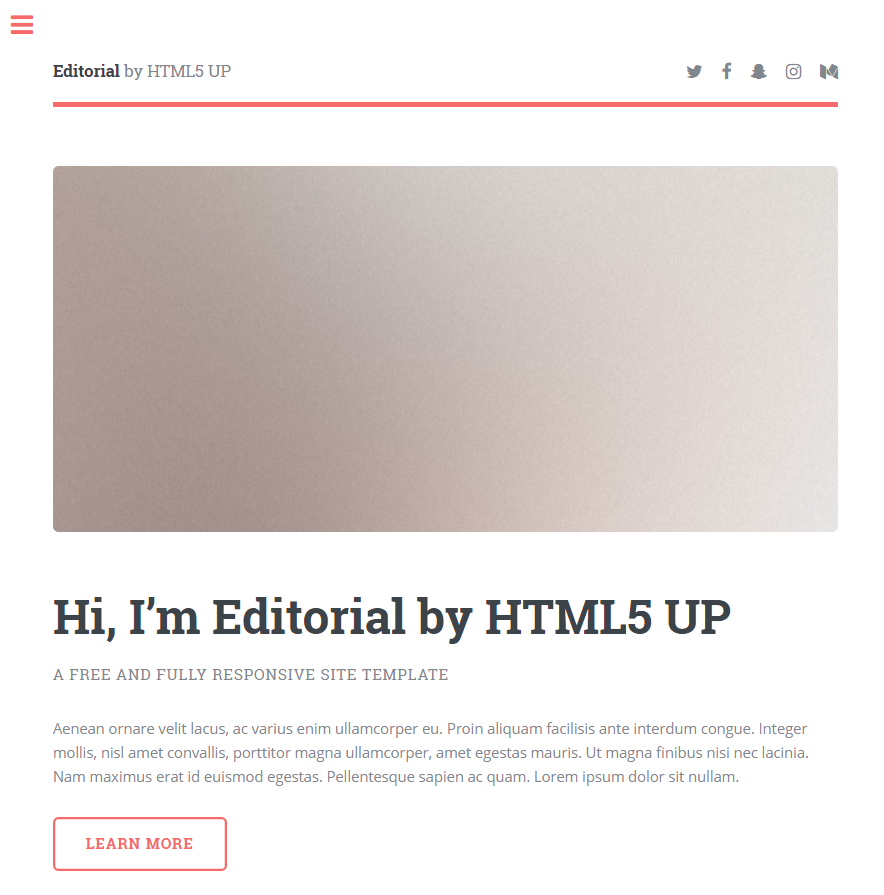 Editorial by HTML5 UP
Hi, I’m Editorial by HTML5 UP
A FREE AND FULLY RESPONSIVE SITE TEMPLATE
Aenean ornare velit lacus, ac varius enim ullamcorper eu. Proin aliquam facilisis ante interdum congue. Integer
mollis, nisl amet convallis, porttitor magna ullamcorper, amet egestas mauris. Ut magna finibus nisi nec lacinia.
Nam maximus erat id euismod egestas. Pellentesque sapien ac quam. Lorem ipsum dolor sit nullam.
LEARN MORE